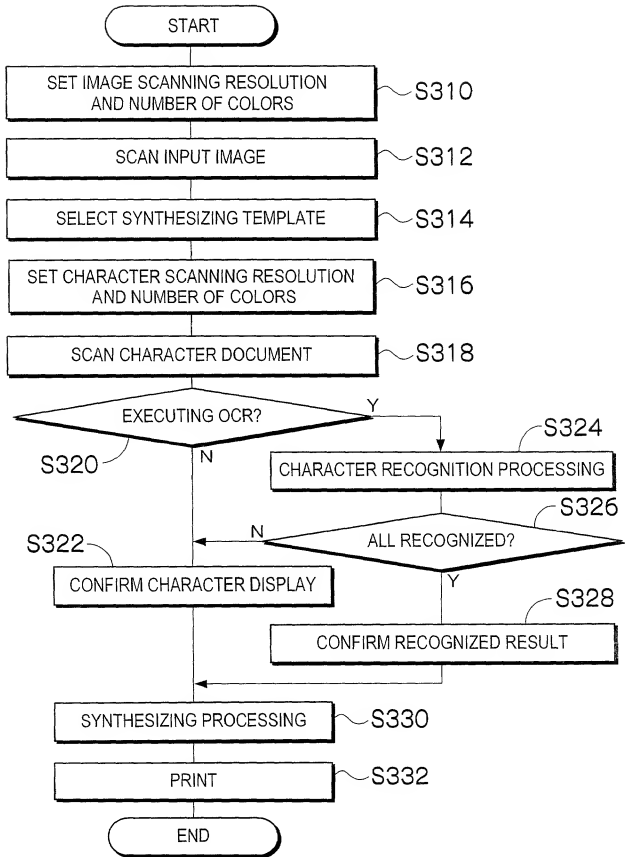 START
SET IMAGE SCANNING RESOLUTION
AND NUMBER OF COLORS
S310
SCAN INPUT IMAGE
S312
SELECT SYNTHESIZING TEMPLATE
S314
SET CHARACTER SCANNING RESOLUTION
AND NUMBER OF COLORS
S316
SCAN CHARACTER DOCUMENT
S318
EXECUTING OCR?
Y
S320
N
S324
CHARACTER RECOGNITION PROCESSING
S326
ALL RECOGNIZED?
N
Y
S322
CONFIRM CHARACTER DISPLAY
S328
CONFIRM RECOGNIZED RESULT
SYNTHESIZING PROCESSING
S330
PRINT
S332
END